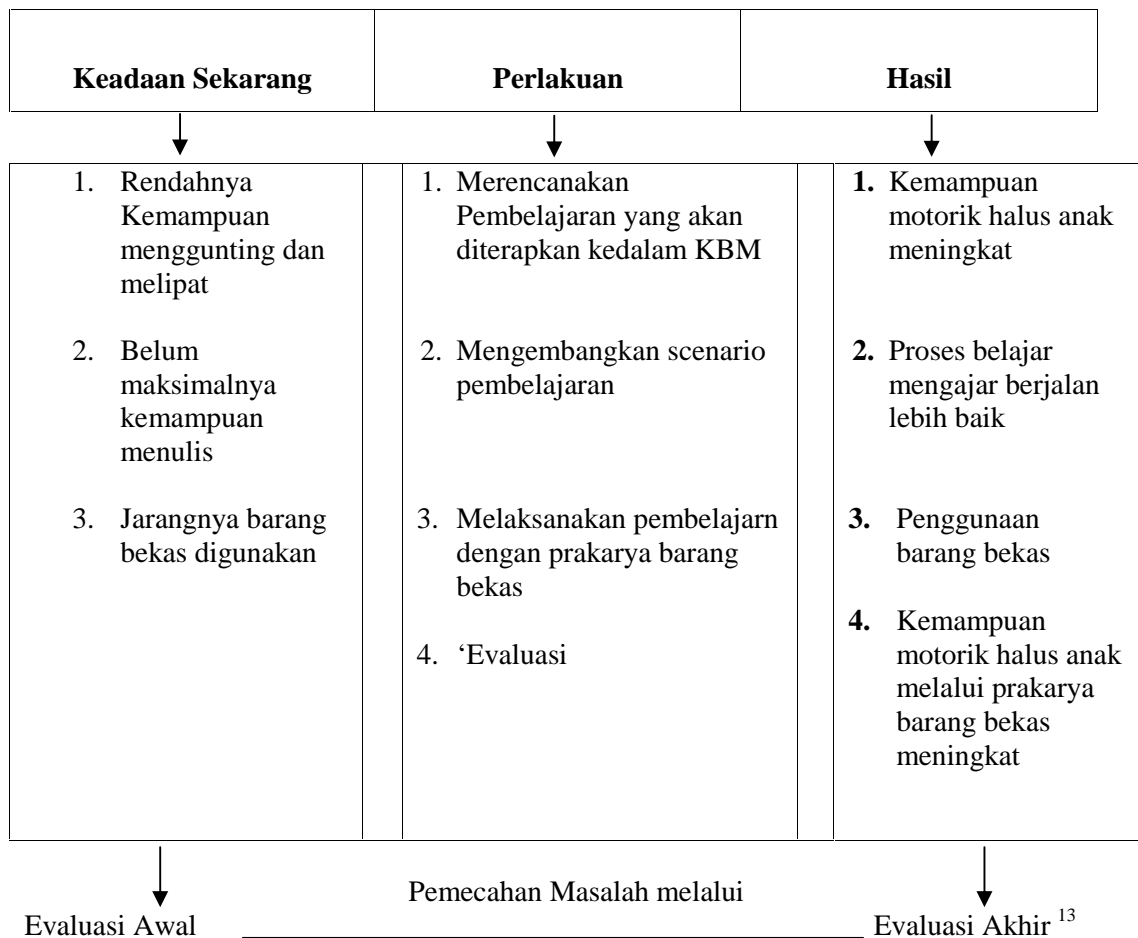 Keadaan Sekarang
Perlakuan
Hasil
1. Rendahnya
Kemampuan
menggunting dan
melipat
2. Belum
maksimalnya
kemampuan
menulis
3. Jarangnya barang
bekas digunakan
1. Merencanakan
Pembelajaran yang akan
diterapkan kedalam KBM
2. Mengembangkan scenario
pembelajaran
3. Melaksanakan pembelajarn
dengan prakarya barang
bekas
4. ‘Evaluasi
1. Kemampuan
motorik halus anak
meningkat
2. Proses belajar
mengajar berjalan
lebih baik
3. Penggunaan
barang bekas
4. Kemampuan
motorik halus anak
melalui prakarya
barang bekas
meningkat
Pemecahan Masalah melalui
Evaluasi Awal
Evaluasi Akhir 13